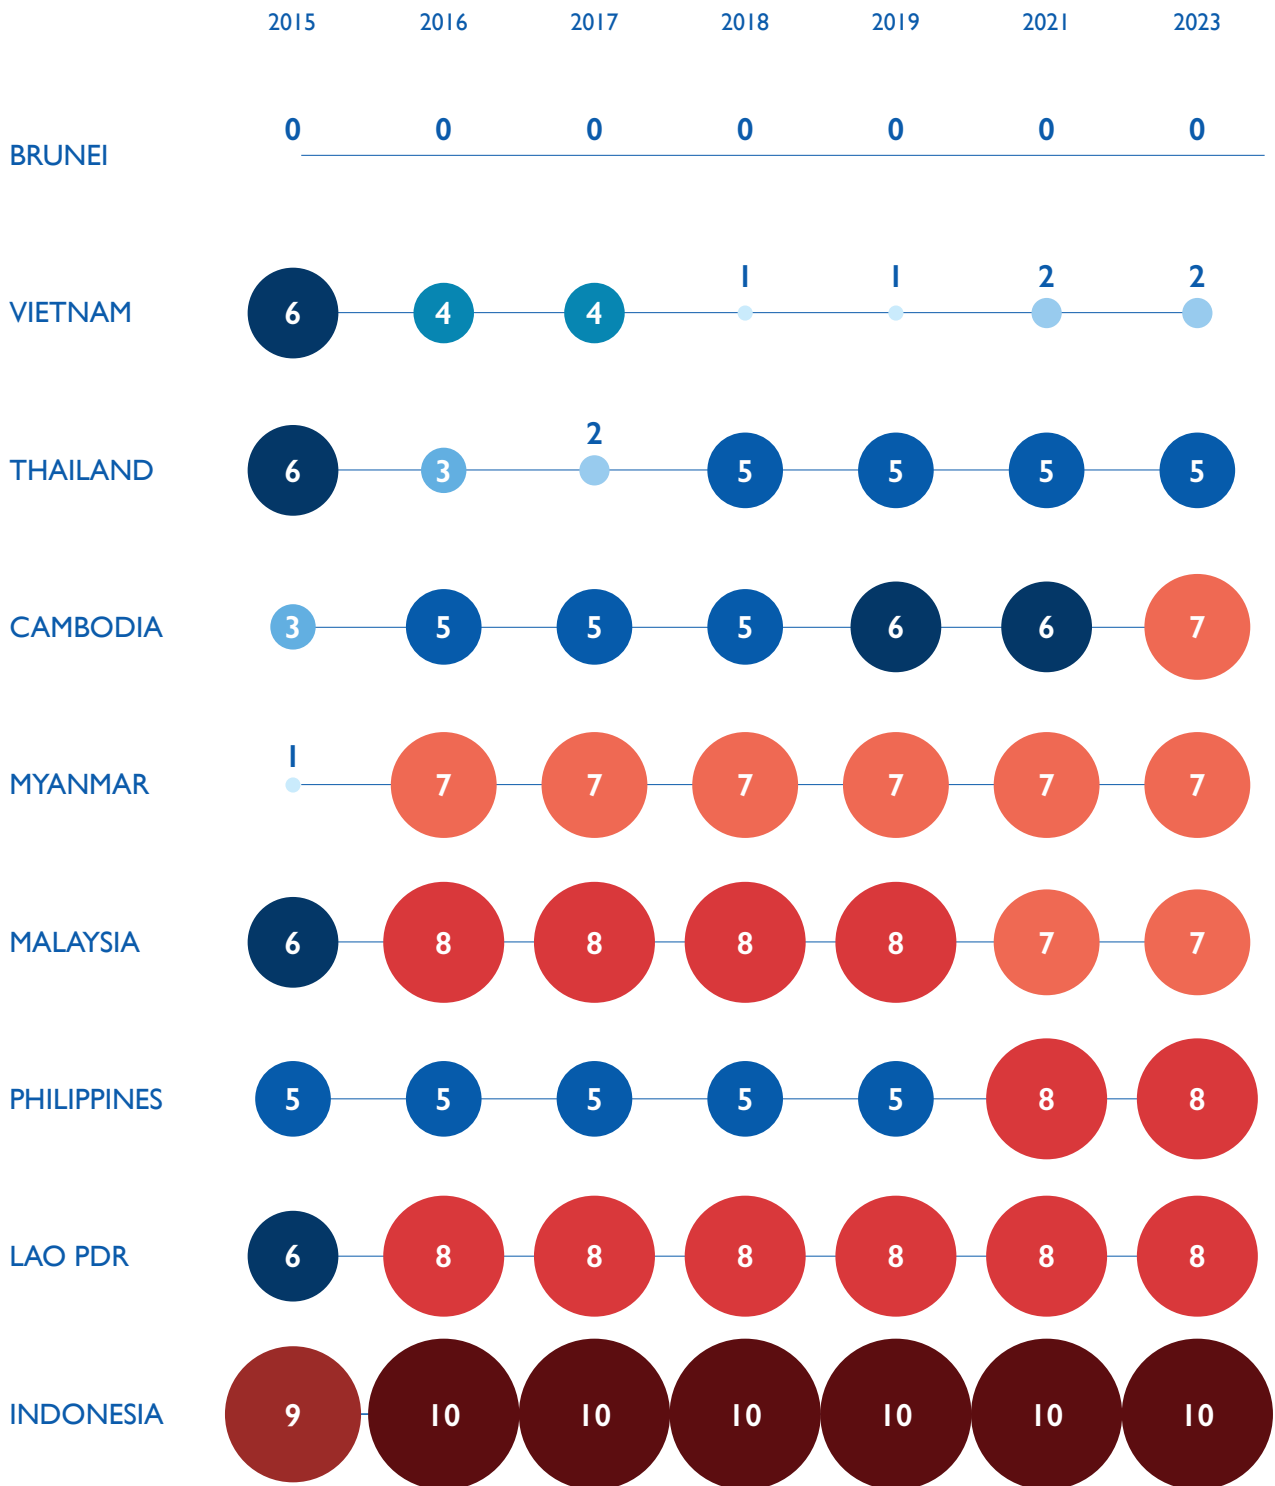 2015 2016 2017 2018 2019 2021 2023
BRUNEI 0 0 0 0 0 0 0
VIETNAM 6 4 4 1 1 2 2
THAILAND 6 3 2 5 5 5 5
CAMBODIA 3 5 5 5 6 6 7
MYANMAR 1 7 7 7 7 7 7
MALAYSIA 6 8 8 8 8 7 7
PHILIPPINES 5 5 5 5 5 8 8
LAO PDR 6 8 8 8 8 8 8
INDONESIA 9 10 10 10 10 10 10